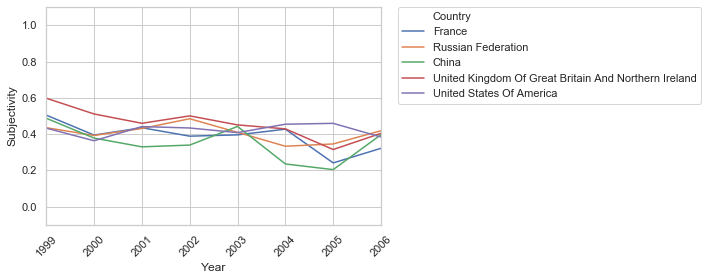 Country
France
Russian Federation
China
United Kingdom Of Great Britain And Northern Ireland
United States Of America
Subjectivity
1.0
0.8
0.6
0.4
0.2
0.0
1999 2000 2001 2002 2003 2004 2005 2006
Year